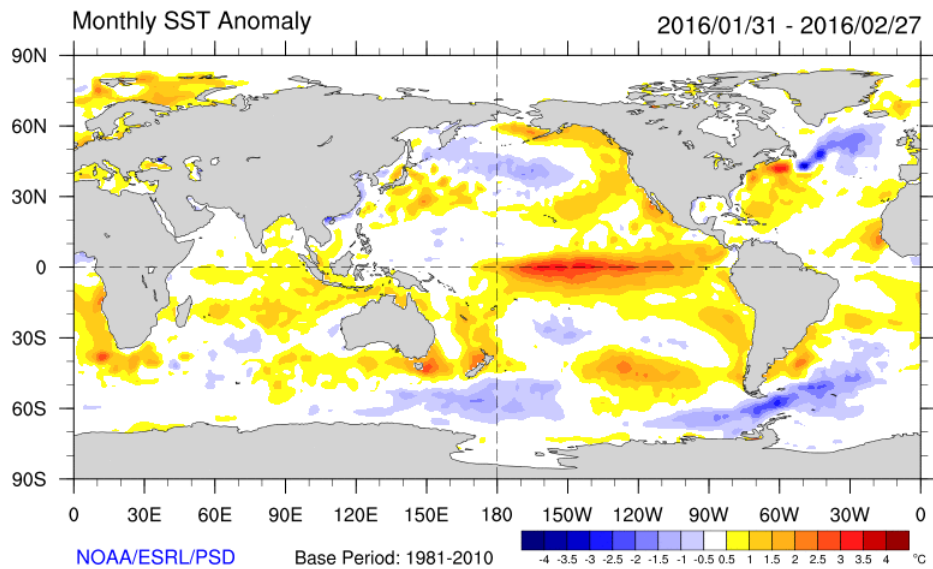 Monthly SST Anomaly 2016/01/31 - 2016/02/27
90N
60N
30N
0
30S
60S
90S
0 30E 60E 90E 120E 150E 180 150W 120W 90W 60W 30W 0
NOAA/ESRL/PSD Base Period: 1981-2010
-4 -3.5 -3 -2.5 -2 -1.5 -1 -0.5 0.5 1 1.5 2 2.5 3 3.5 4 °C